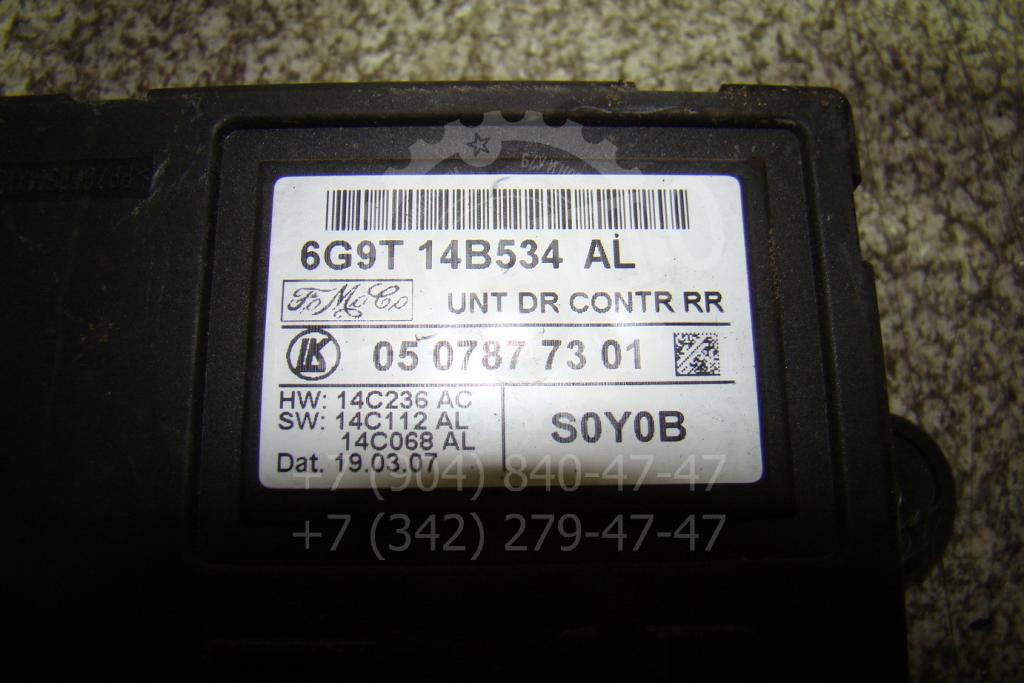 6G9T 14B534 AL
FoMoCo
UNT DR CONTR RR
LK
05 0787 73 01
HW: 14C236 AC
SW: 14C112 AL
14C068 AL
Dat. 19.03.07
S0Y0B
+7 (904) 840-47-47
+7 (342) 279-47-47